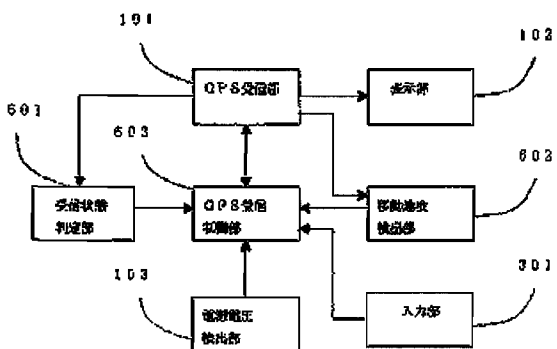 101
102
GPS受信部
表示部
601
603
602
受信状態
判定部
GPS受信
制御部
移動速度
検出部
103
301
電源電圧
検出部
入力部